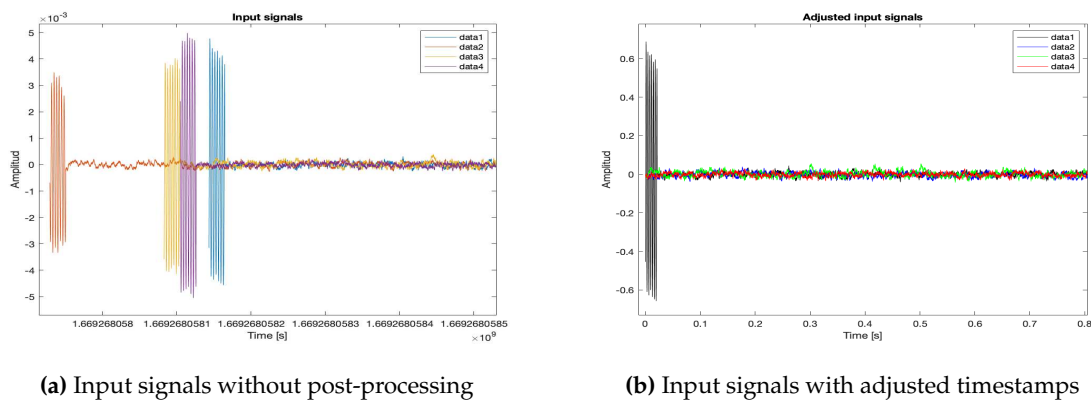 Input signals
×10⁻³
5
4
3
2
1
0
-1
-2
-3
-4
-5
Amplitud
data1
data2
data3
data4
1.669268058 1.6692680581 1.6692680582 1.6692680583 1.6692680584 1.6692680585
Time [s]
×10⁹
Adjusted input signals
0.6
0.4
0.2
0
-0.2
-0.4
-0.6
Amplitud
data1
data2
data3
data4
0 0.1 0.2 0.3 0.4 0.5 0.6 0.7 0.8
Time [s]
(a) Input signals without post-processing
(b) Input signals with adjusted timestamps